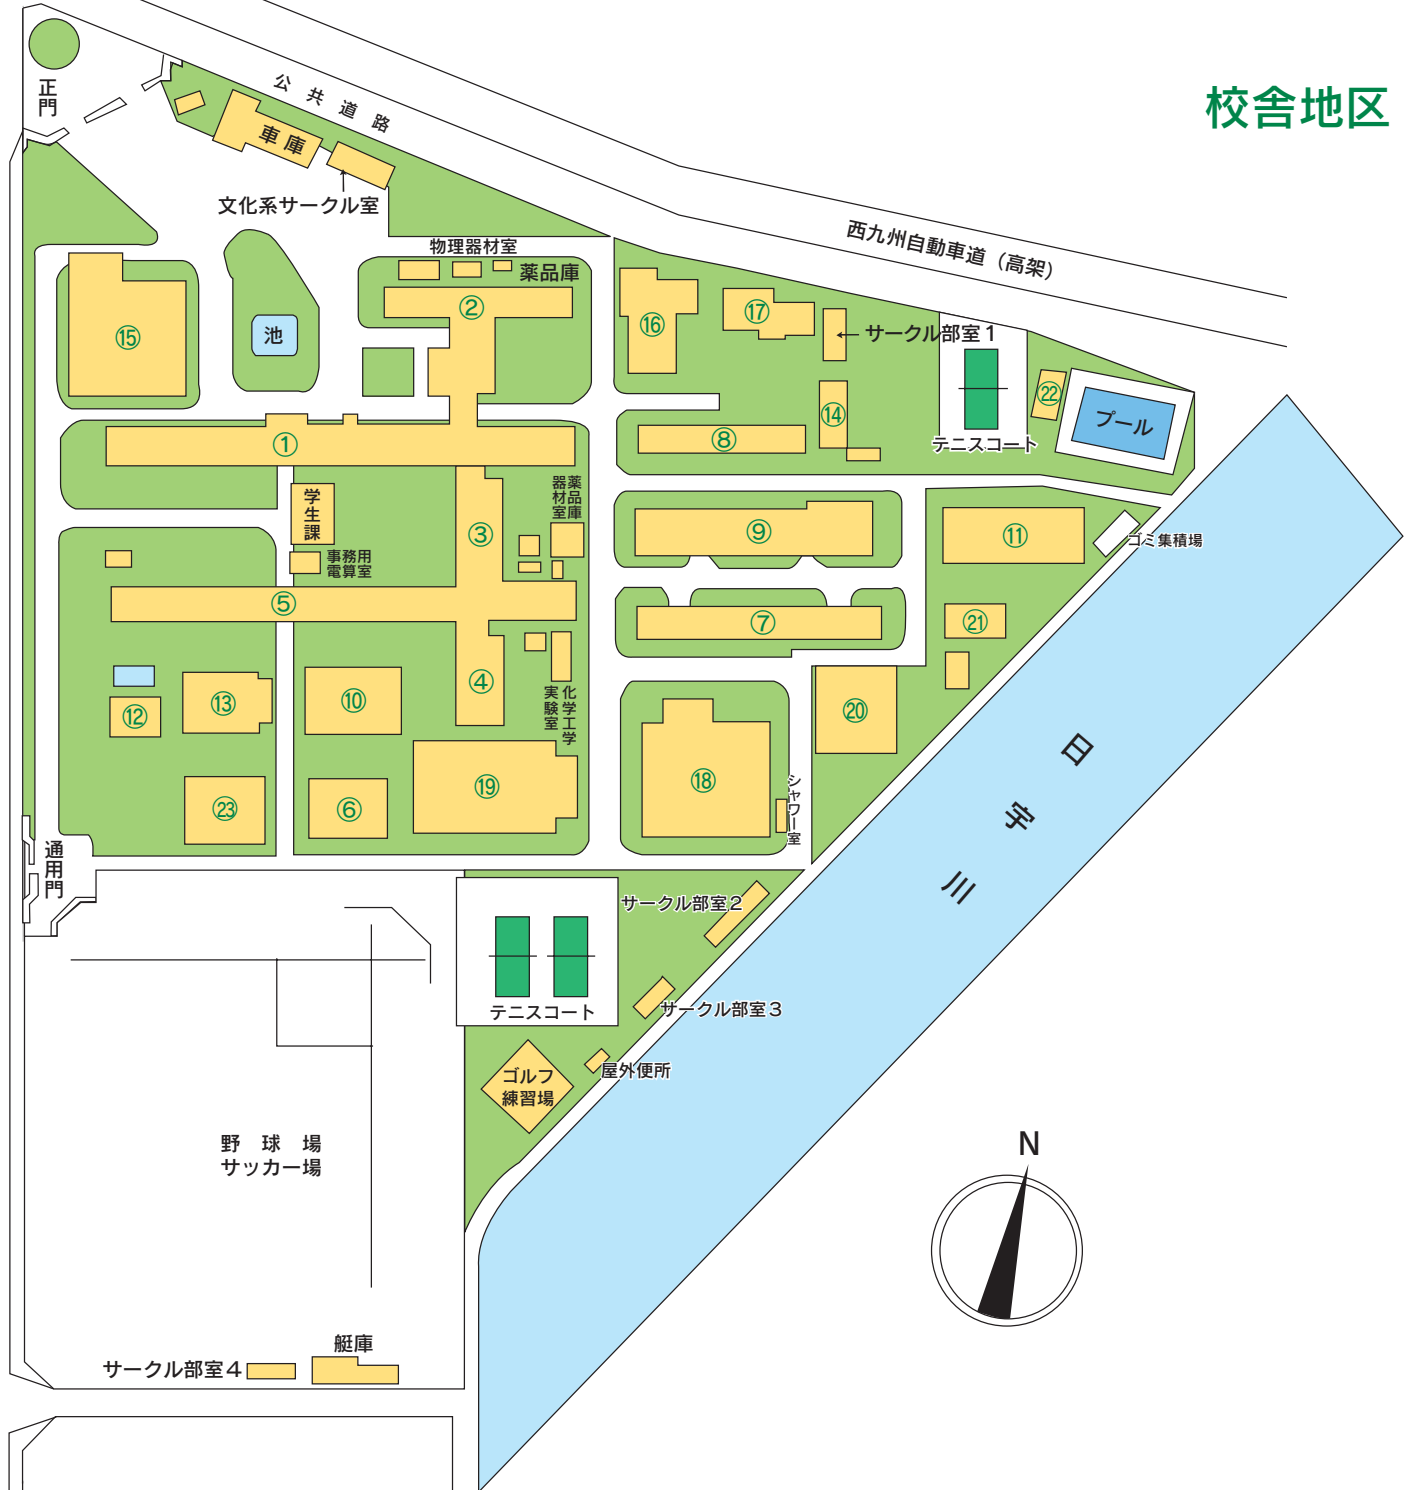 校舎地区
正門
公共道路
車庫
文化系サークル室
西九州自動車道（高架）
物理器材室
薬品庫
②
⑮
池
⑯
⑰
サークル部室1
⑭
テニスコート
㉒
プール
①
⑧
学生課
事務用
電算室
③
薬品庫
器材室
⑨
⑪
ゴミ集積場
⑤
⑦
㉑
⑫
⑬
⑩
④
化学工学
実験室
⑳
㉓
⑥
⑲
⑱
シャワー室
日宇川
通用門
サークル部室2
テニスコート
サークル部室3
屋外便所
ゴルフ
練習場
野球場
サッカー場
N
艇庫
サークル部室4